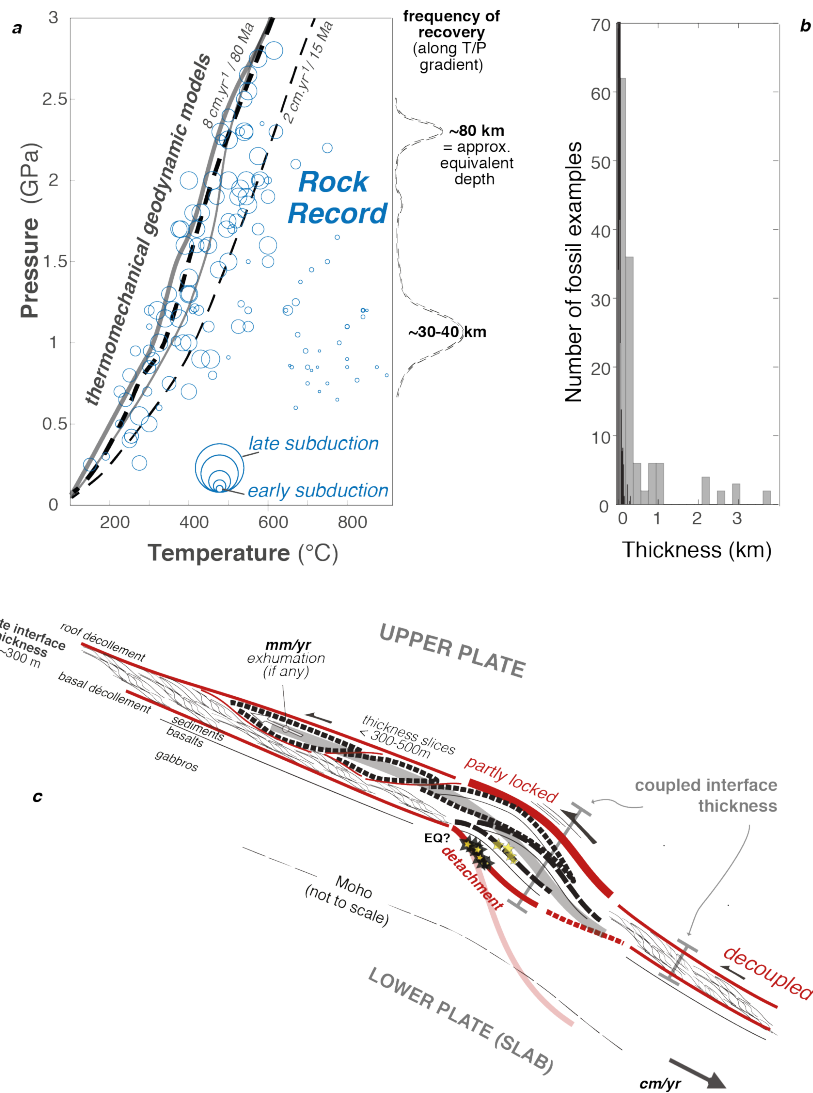 a
3
2.5
2
1.5
1
0.5
0
Pressure (GPa)
200
400
600
800
Temperature (°C)
thermomechanical geodynamic models
8 cm.yr-1 / 80 Ma
2 cm.yr-1/ 15 Ma
Rock
Record
late subduction
early subduction
frequency of
recovery
(along T/P
gradient)
~80 km
= approx.
equivalent
depth
~30-40 km
b
70
60
50
70
40
30
20
10
0
Number of fossil examples
0
1
2
3
Thickness (km)
c
interface
~300 m
roof décollement
basal décollement
sediments
basalts
gabbros
mm/yr
exhumation
(if any)
UPPER PLATE
thickness slices
< 300-500m
partly locked
coupled interface
thickness
EQ?
detachment
Moho
(not to scale)
decoupled
LOWER PLATE (SLAB)
cm/yr